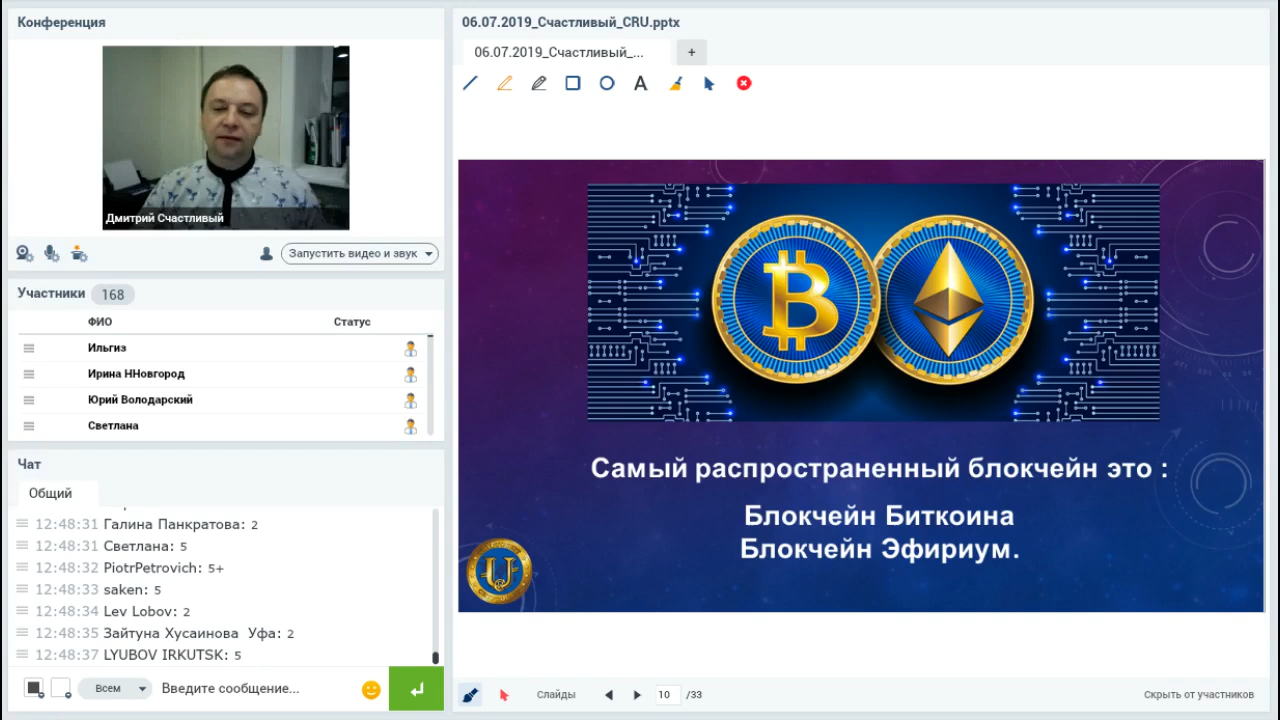 Конференция
Дмитрий Счастливый
Запустить видео и звук
Участники 168
ФИО Статус
Ильгиз
Ирина ННовгород
Юрий Володарский
Светлана
Чат
Общий
12:48:31 Галина Панкратова: 2
12:48:31 Светлана: 5
12:48:32 PiotrPetrovich: 5+
12:48:33 saken: 5
12:48:34 Lev Lobov: 2
12:48:35 Зайтуна Хусаинова Уфа: 2
12:48:37 LYUBOV IRKUTSK: 5
Всем Введите сообщение...
06.07.2019_Счастливый_CRU.pptx
06.07.2019_Счастливый_... +
A
Самый распространенный блокчейн это :
Блокчейн Биткоина
Блокчейн Эфириум.
Слайды 10 /33 Скрыть от участников